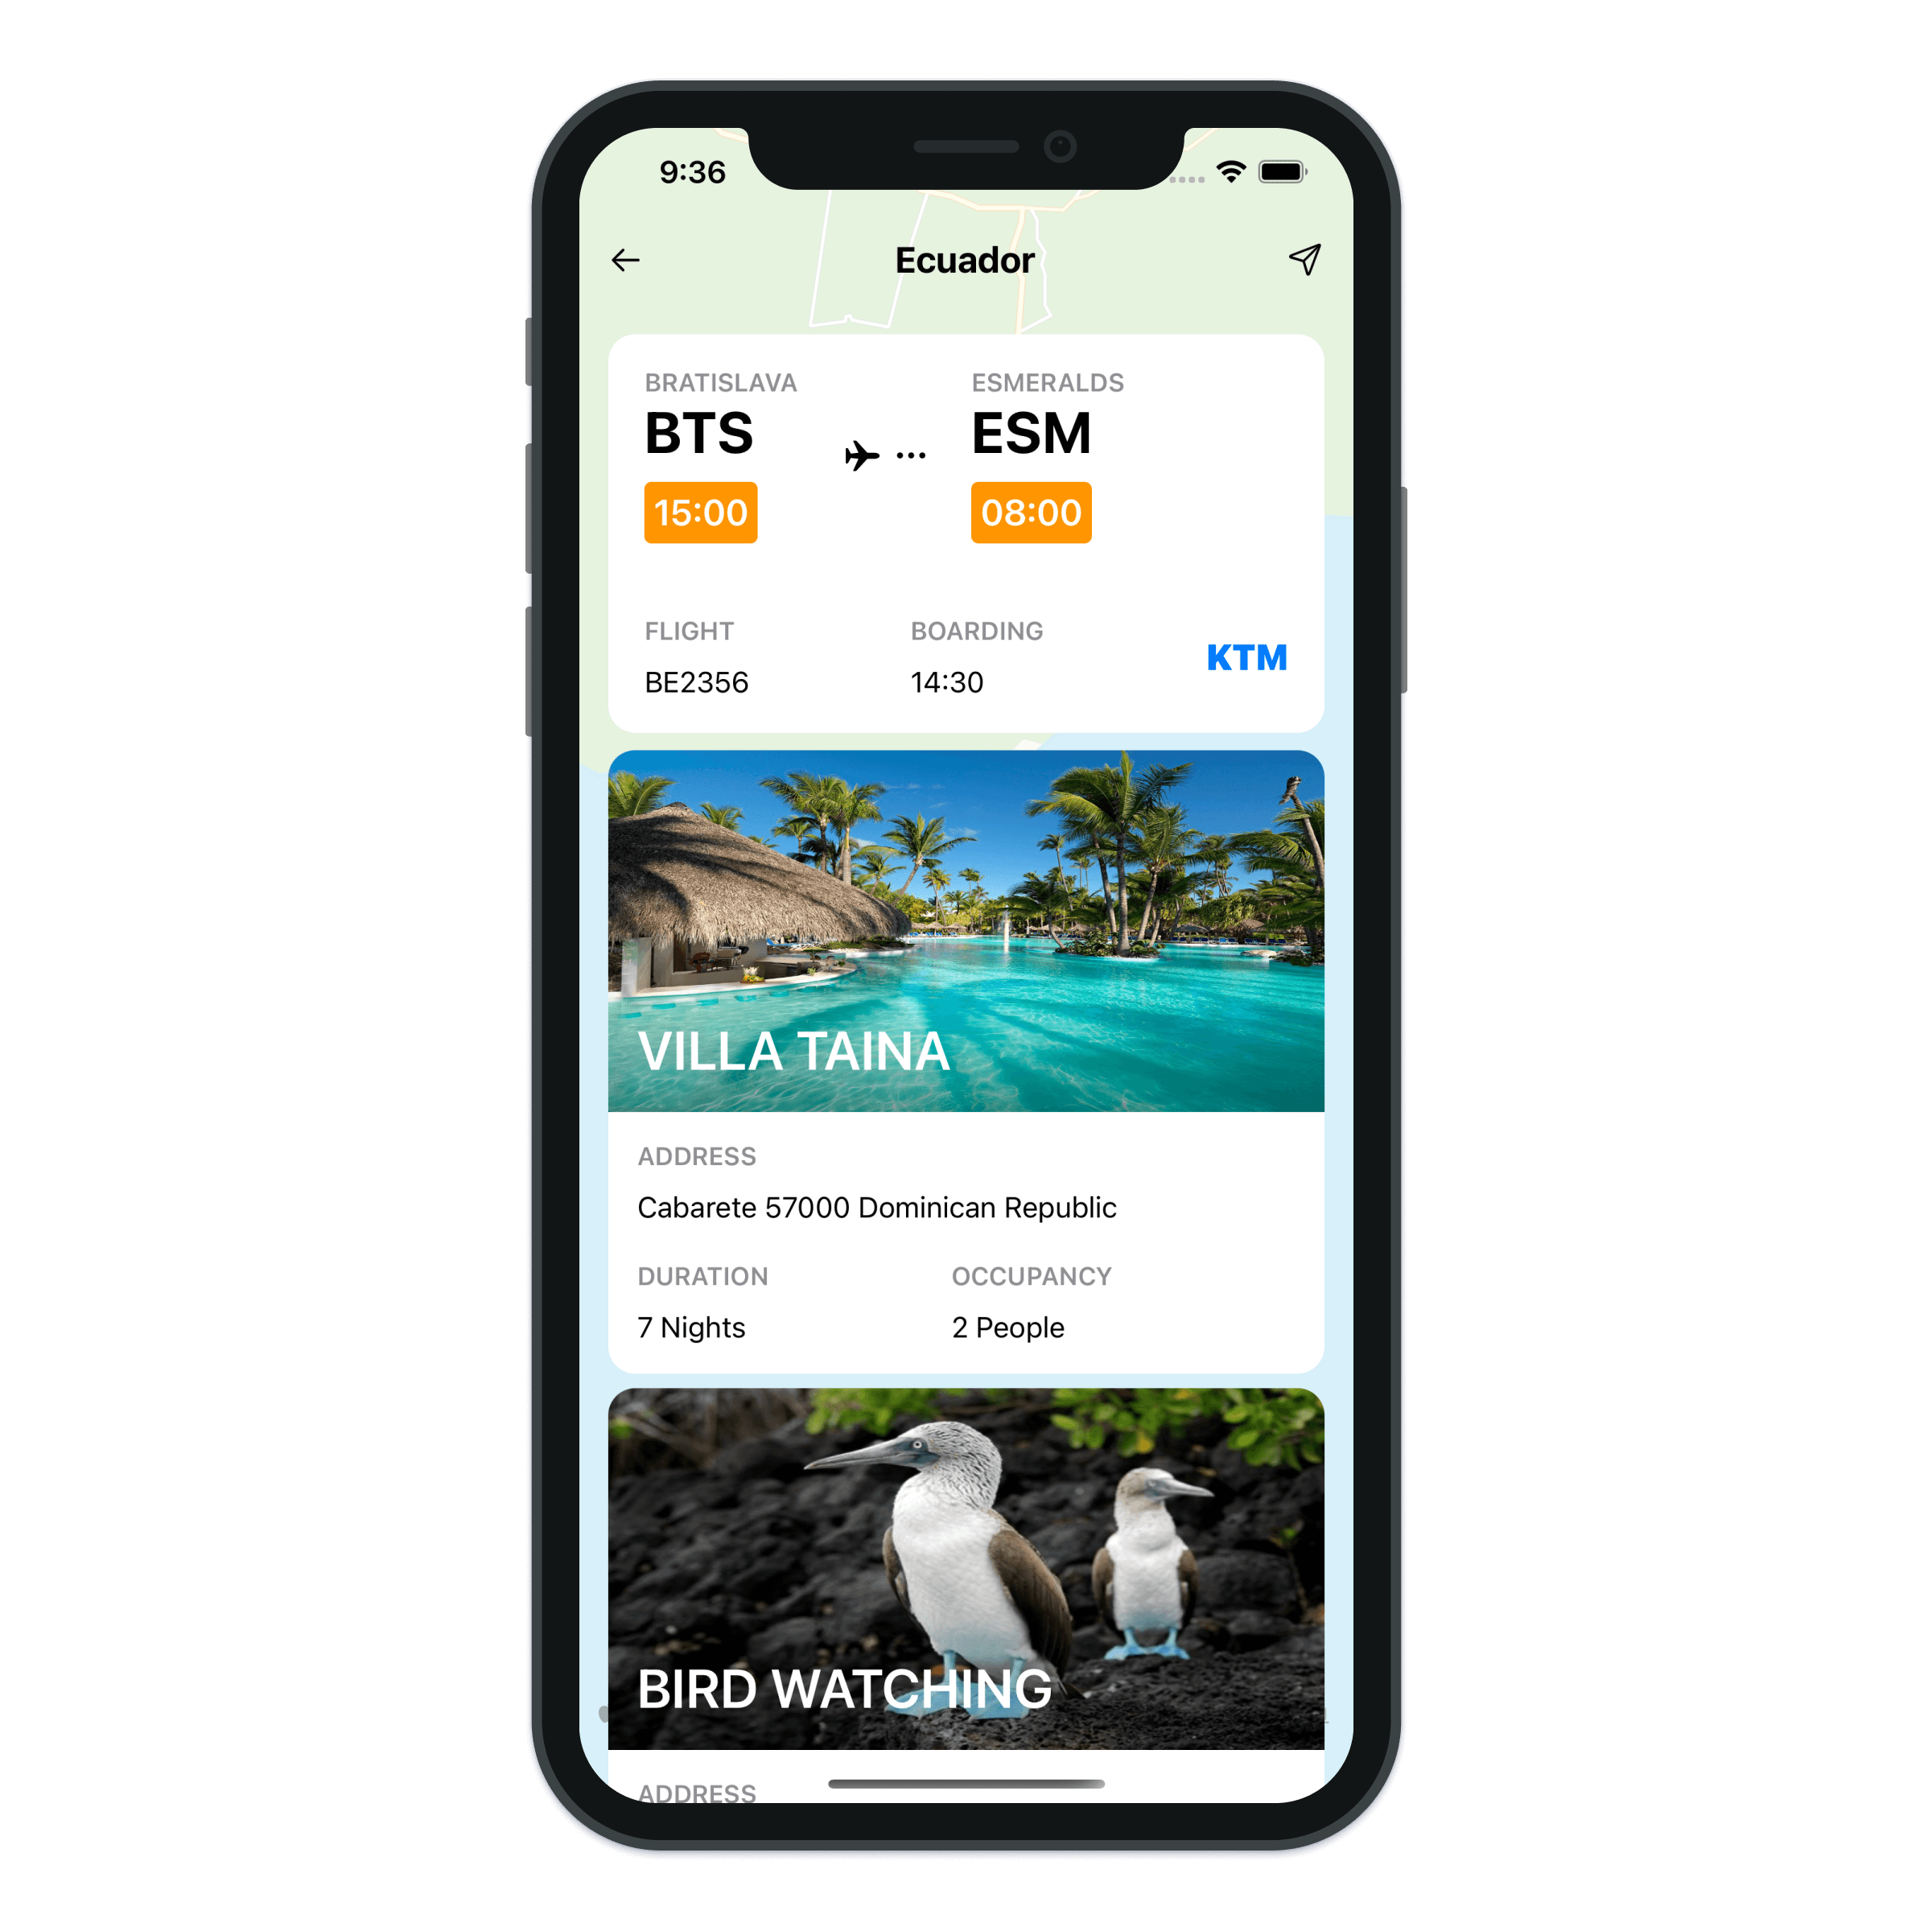 9:36
Ecuador
BRATISLAVA
BTS
15:00
ESMERALDS
ESM
08:00
FLIGHT
BE2356
BOARDING
14:30
KTM
VILLA TAINA
ADDRESS
Cabarete 57000 Dominican Republic
DURATION
7 Nights
OCCUPANCY
2 People
BIRD WATCHING
ADDRESS